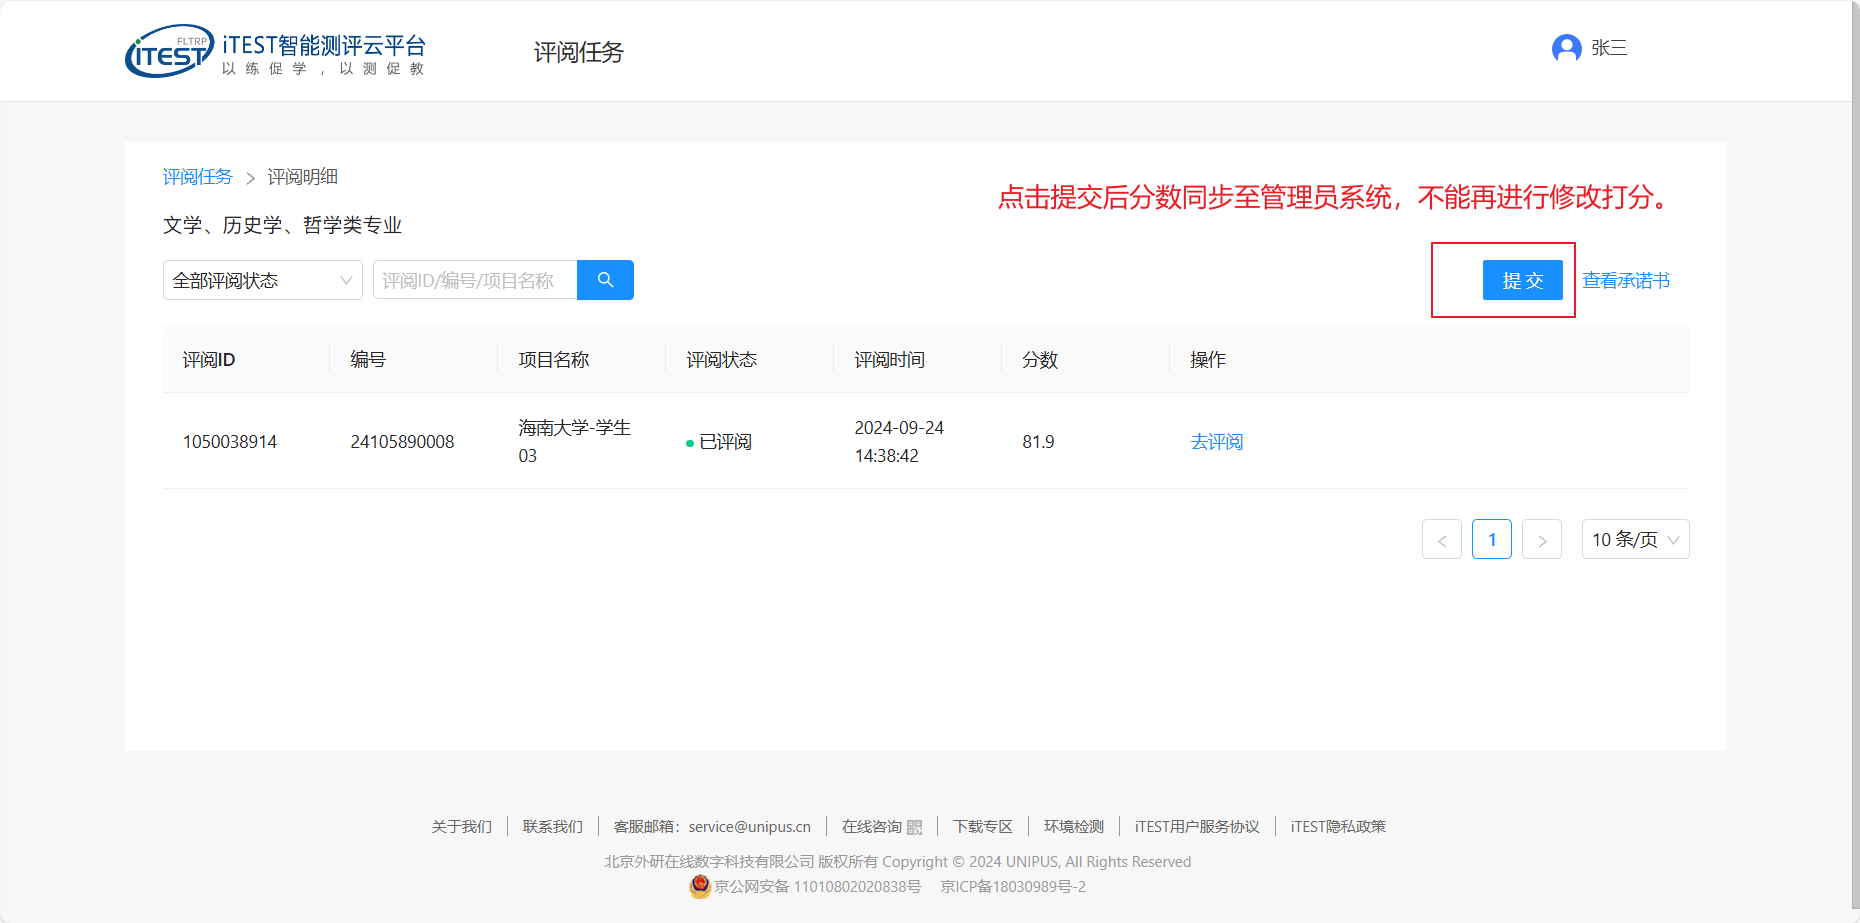 FLTRP
iTEST
iTEST智能测评云平台
以练促学，以测促教
评阅任务
张三
评阅任务 > 评阅明细
点击提交后分数同步至管理员系统，不能再进行修改打分。
文学、历史学、哲学类专业
全部评阅状态
评阅ID/编号/项目名称
提 交
查看承诺书
评阅ID 编号 项目名称 评阅状态 评阅时间 分数 操作
1050038914 24105890008 海南大学-学生03 已评阅 2024-09-24 14:38:42 81.9 去评阅
< 1 > 10 条/页
关于我们 联系我们 客服邮箱：service@unipus.cn 在线咨询 下载专区 环境检测 iTEST用户服务协议 iTEST隐私政策
北京外研在线数字科技有限公司 版权所有 Copyright © 2024 UNIPUS, All Rights Reserved
京公网安备 11010802020838号 京ICP备18030989号-2